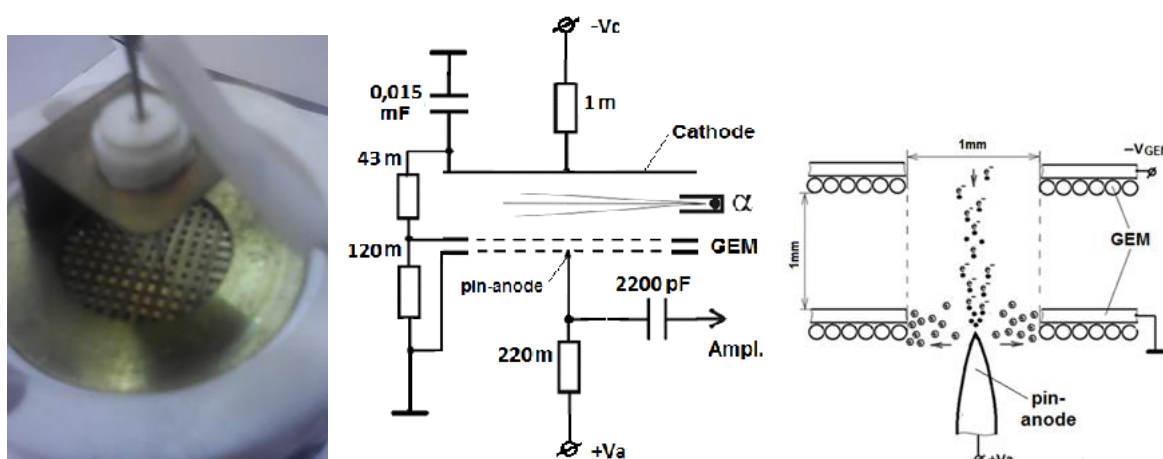 –Vc
0,015
mF
1 m
Cathode
43 m
α
GEM
120 m
pin-anode
2200 pF
Ampl.
220 m
+Va
1mm
–VGEM
1mm
GEM
pin-
anode
+Va